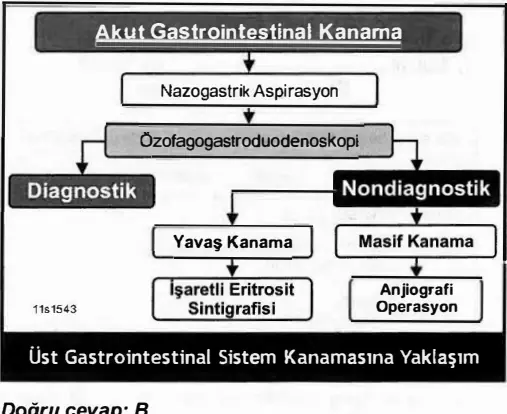 Akut Gastrointestinal Kanama
Nazogastrik Aspirasyon
Özofagogastroduodenoskopi
Diagnostik
Nondiagnostik
Yavaş Kanama
Masif Kanama
İşaretli Eritrosit
Sintigrafisi
Anjiografi
Operasyon
11s1543
Üst Gastrointestinal Sistem Kanamasına Yaklaşım
Doğru cevap: B